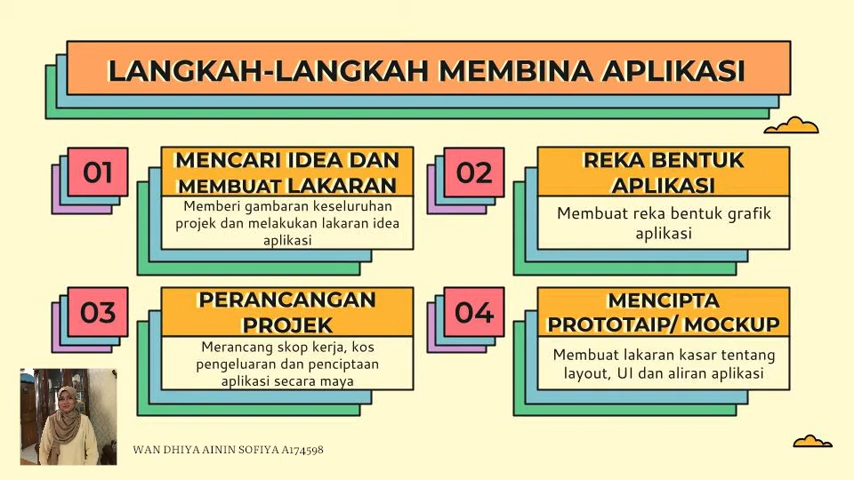 LANGKAH-LANGKAH MEMBINA APLIKASI
01
MENCARI IDEA DAN
MEMBUAT LAKARAN
Memberi gambaran keseluruhan
projek dan melakukan lakaran idea
aplikasi
02
REKA BENTUK
APLIKASI
Membuat reka bentuk grafik
aplikasi
03
PERANCANGAN
PROJEK
Merancang skop kerja, kos
pengeluaran dan penciptaan
aplikasi secara maya
04
MENCIPTA
PROTOTAIP/ MOCKUP
Membuat lakaran kasar tentang
layout, UI dan aliran aplikasi
WAN DHIYA AININ SOFIYA A174598